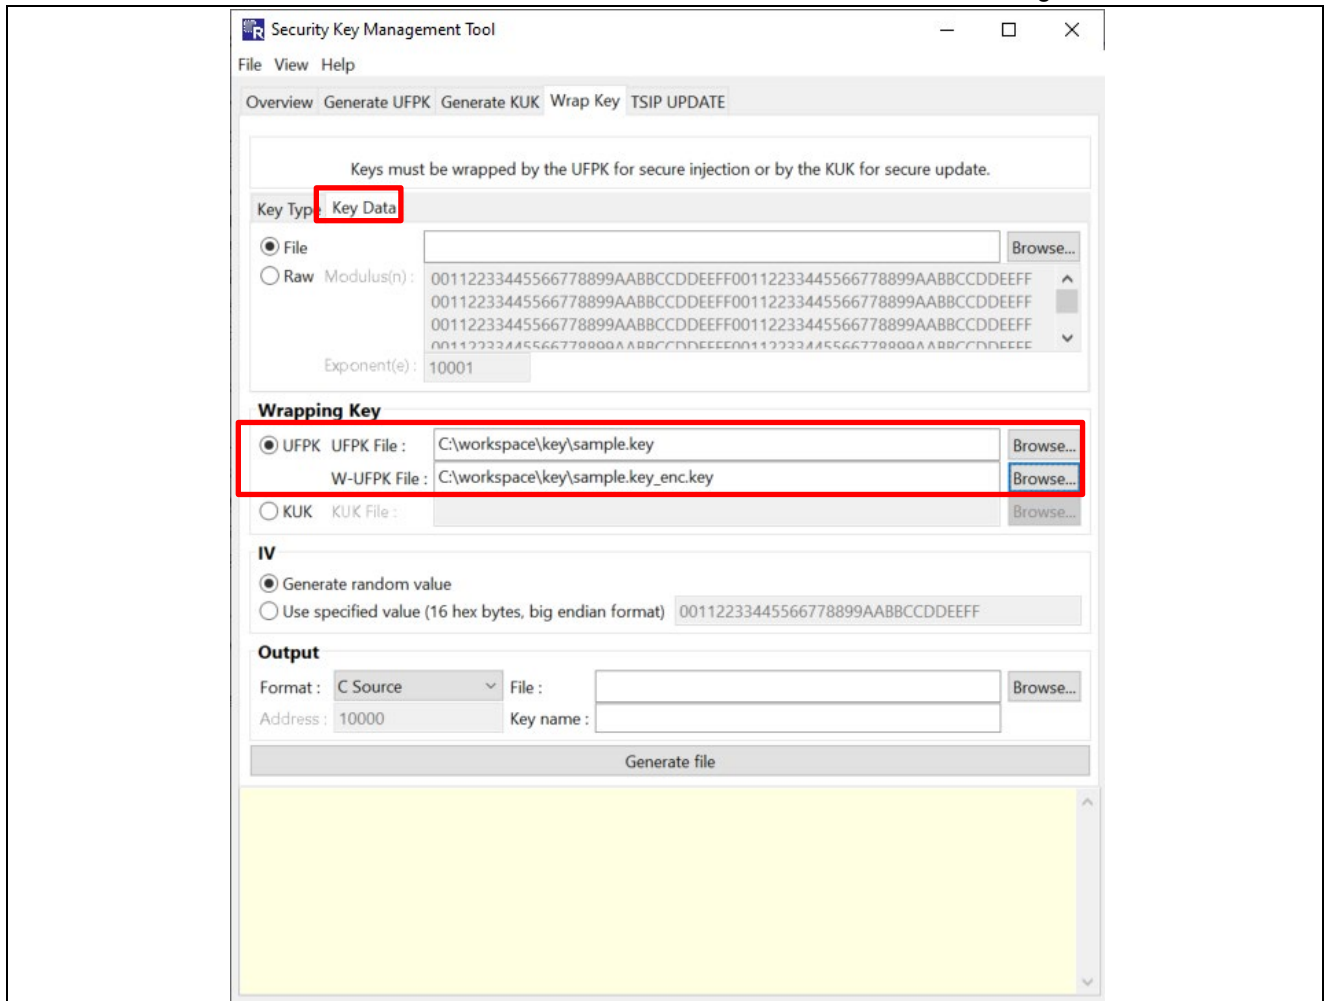 Security Key Management Tool
File View Help
Overview Generate UFPK Generate KUK Wrap Key TSIP UPDATE
Keys must be wrapped by the UFPK for secure injection or by the KUK for secure update.
Key Type Key Data
File Browse...
Raw Modulus(n) : 00112233445566778899AABBCCDDEEFF00112233445566778899AABBCCDDEEFF
00112233445566778899AABBCCDDEEFF00112233445566778899AABBCCDDEEFF
00112233445566778899AABBCCDDEEFF00112233445566778899AABBCCDDEEFF
00112233445566778899AABBCCDDEEFF00112233445566778899AABBCCDDEEFF
Exponent(e) : 10001
Wrapping Key
UFPK UFPK File : C:\workspace\key\sample.key Browse...
W-UFPK File : C:\workspace\key\sample.key_enc.key Browse...
KUK KUK File : Browse...
IV
Generate random value
Use specified value (16 hex bytes, big endian format) 00112233445566778899AABBCCDDEEFF
Output
Format : C Source File : Browse...
Address : 10000 Key name :
Generate file